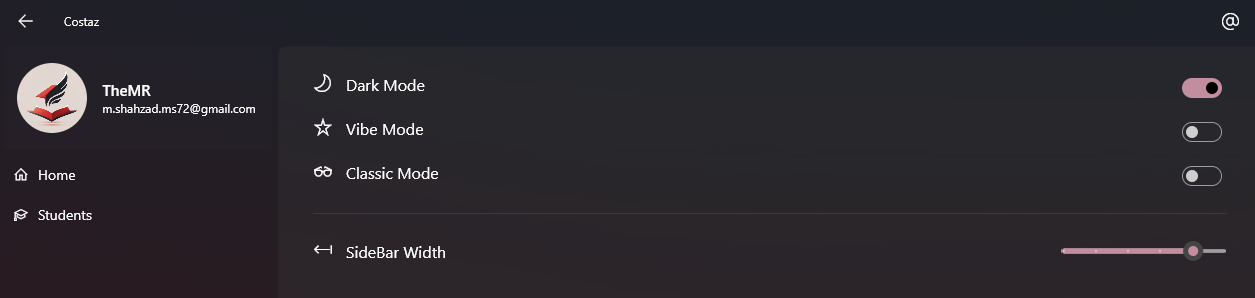 Costaz
TheMR
m.shahzad.ms72@gmail.com
Home
Students
Dark Mode
Vibe Mode
Classic Mode
SideBar Width